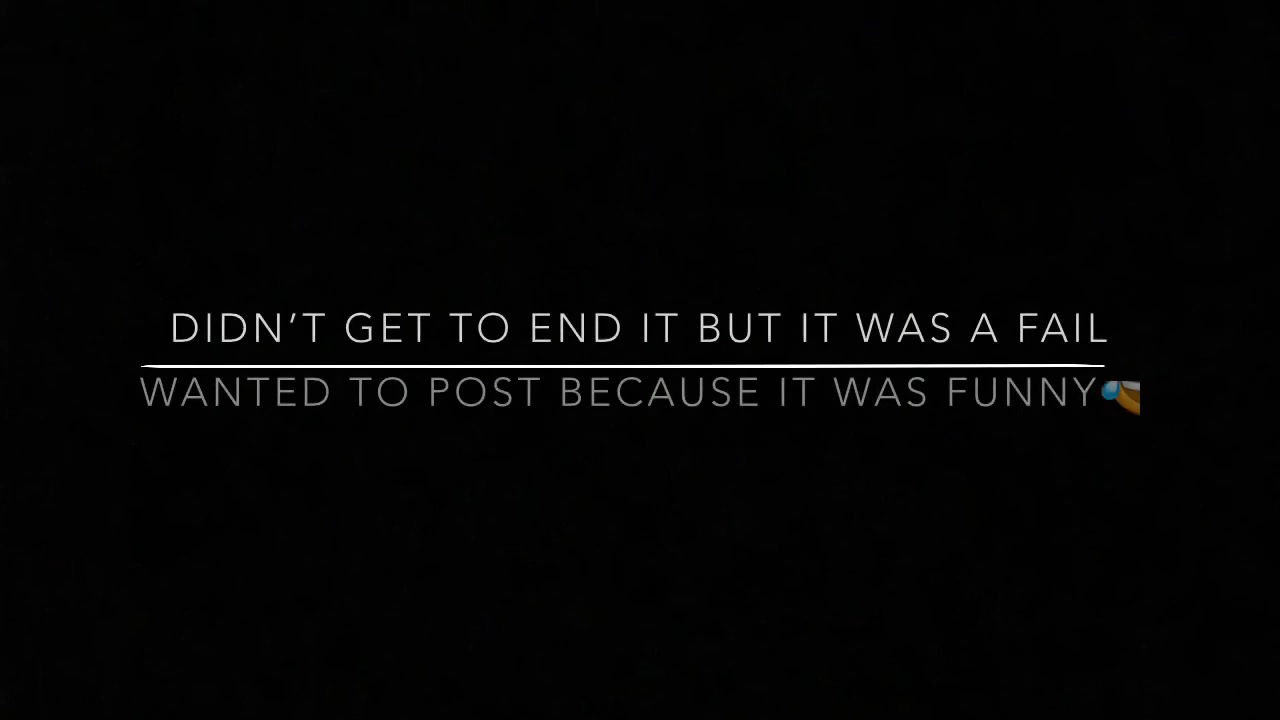 DIDN’T GET TO END IT BUT IT WAS A FAIL
WANTED TO POST BECAUSE IT WAS FUNNY